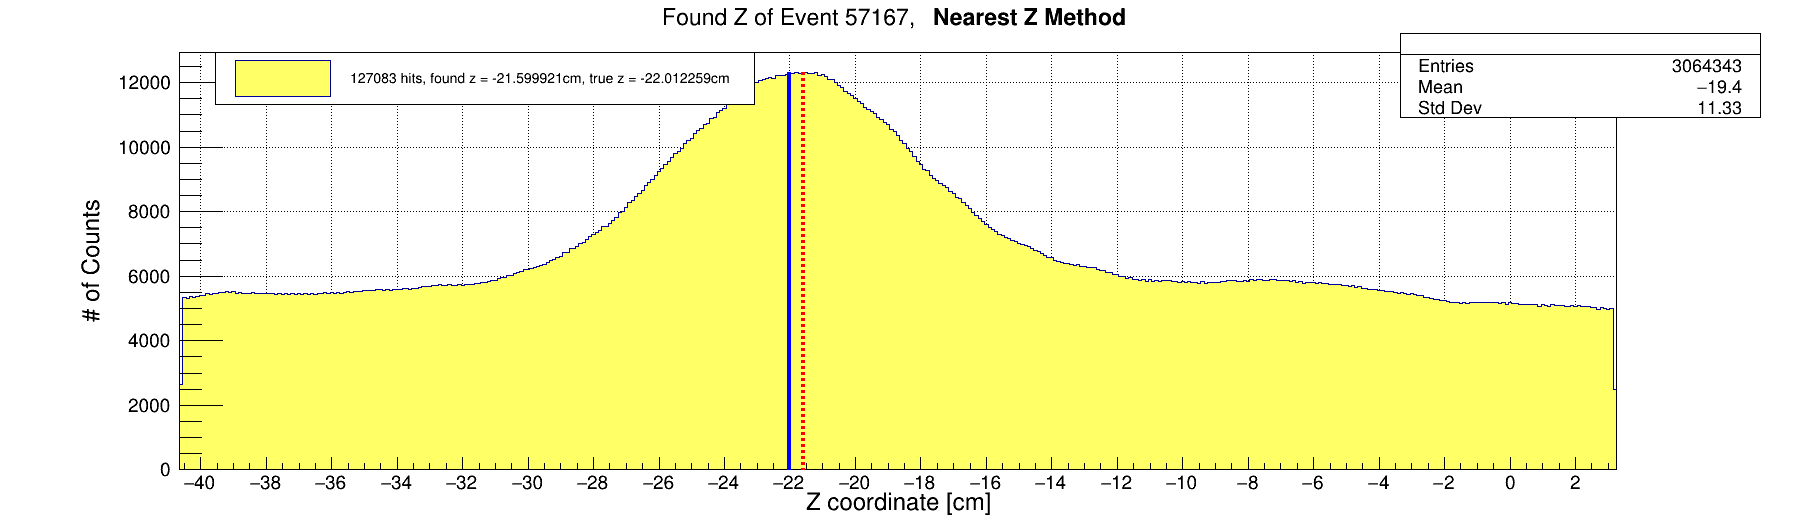 Found Z of Event 57167, Nearest Z Method
127083 hits, found z = -21.599921cm, true z = -22.012259cm
Entries 3064343
Mean −19.4
Std Dev 11.33
# of Counts
12000
10000
8000
6000
4000
2000
0
−40 −38 −36 −34 −32 −30 −28 −26 −24 −22 −20 −18 −16 −14 −12 −10 −8 −6 −4 −2 0 2
Z coordinate [cm]